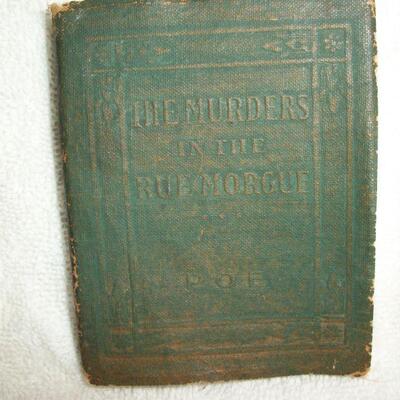 THE MURDERS
IN THE
RUE MORGUE
POE